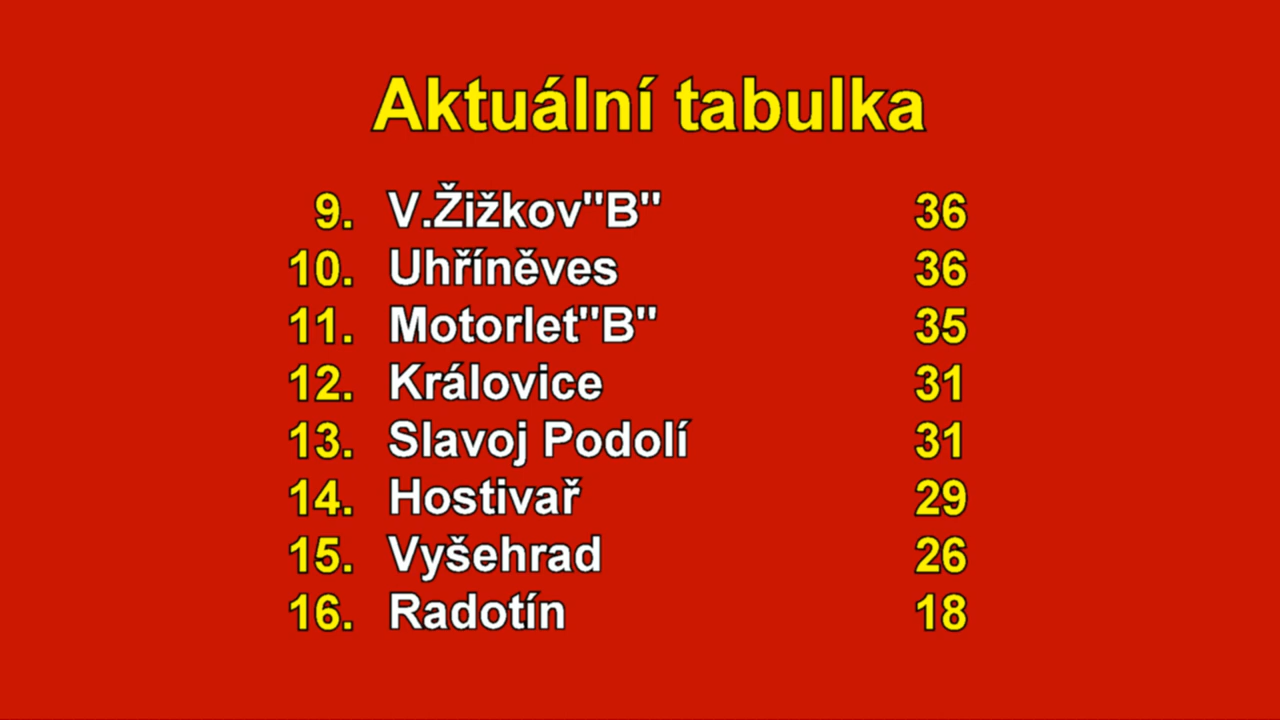 Aktuální tabulka
9. V.Žižkov"B" 36
10. Uhříněves 36
11. Motorlet"B" 35
12. Královice 31
13. Slavoj Podolí 31
14. Hostivař 29
15. Vyšehrad 26
16. Radotín 18